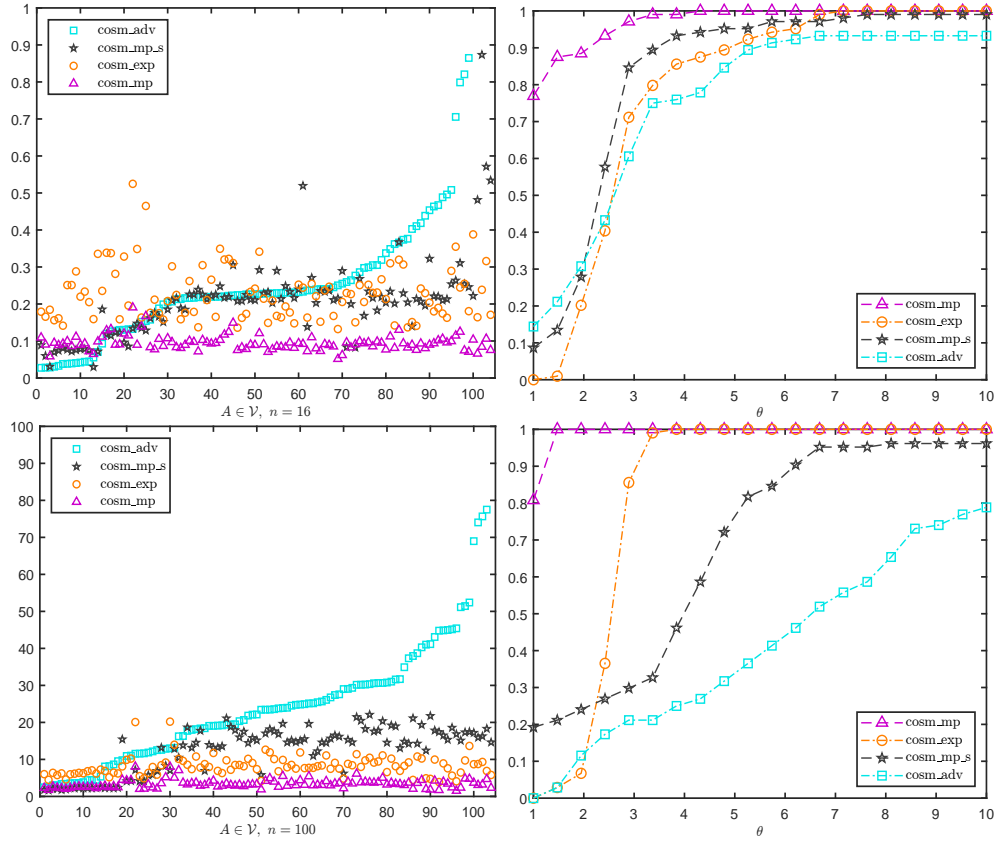 1
0.9
0.8
0.7
0.6
0.5
0.4
0.3
0.2
0.1
0
cosm_adv
cosm_mp_s
cosm_exp
cosm_mp
0 10 20 30 40 50 60 70 80 90 100
A ∈ 𝒱, n = 16
1
0.9
0.8
0.7
0.6
0.5
0.4
0.3
0.2
0.1
0
cosm_mp
cosm_exp
cosm_mp_s
cosm_adv
1 2 3 4 5 6 7 8 9 10
θ
100
90
80
70
60
50
40
30
20
10
0
cosm_adv
cosm_mp_s
cosm_exp
cosm_mp
0 10 20 30 40 50 60 70 80 90 100
A ∈ 𝒱, n = 100
1
0.9
0.8
0.7
0.6
0.5
0.4
0.3
0.2
0.1
0
cosm_mp
cosm_exp
cosm_mp_s
cosm_adv
1 2 3 4 5 6 7 8 9 10
θ